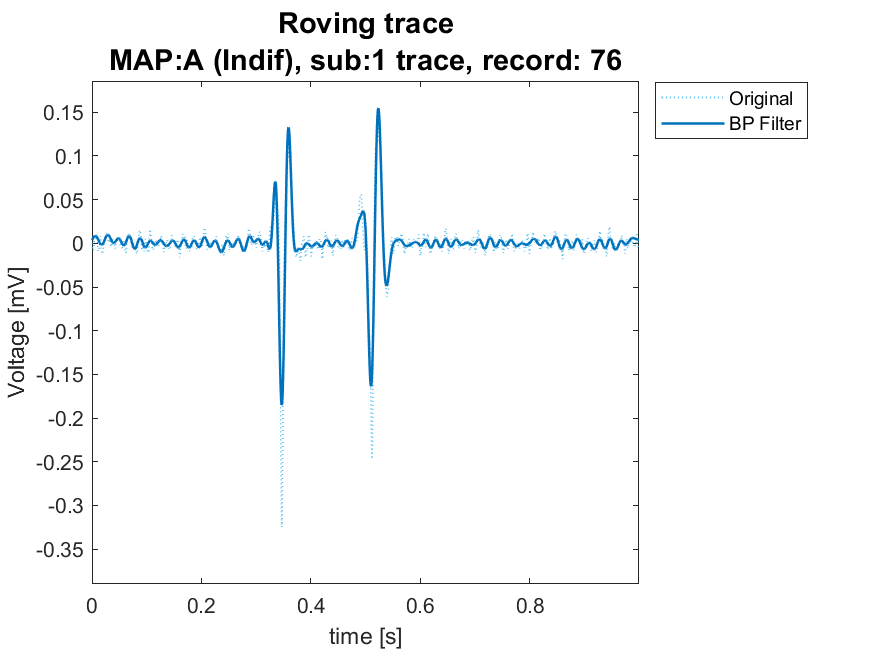 Roving trace
MAP:A (Indif), sub:1 trace, record: 76
Original
BP Filter
0.15
0.1
0.05
0
-0.05
-0.1
-0.15
-0.2
-0.25
-0.3
-0.35
Voltage [mV]
0 0.2 0.4 0.6 0.8
time [s]